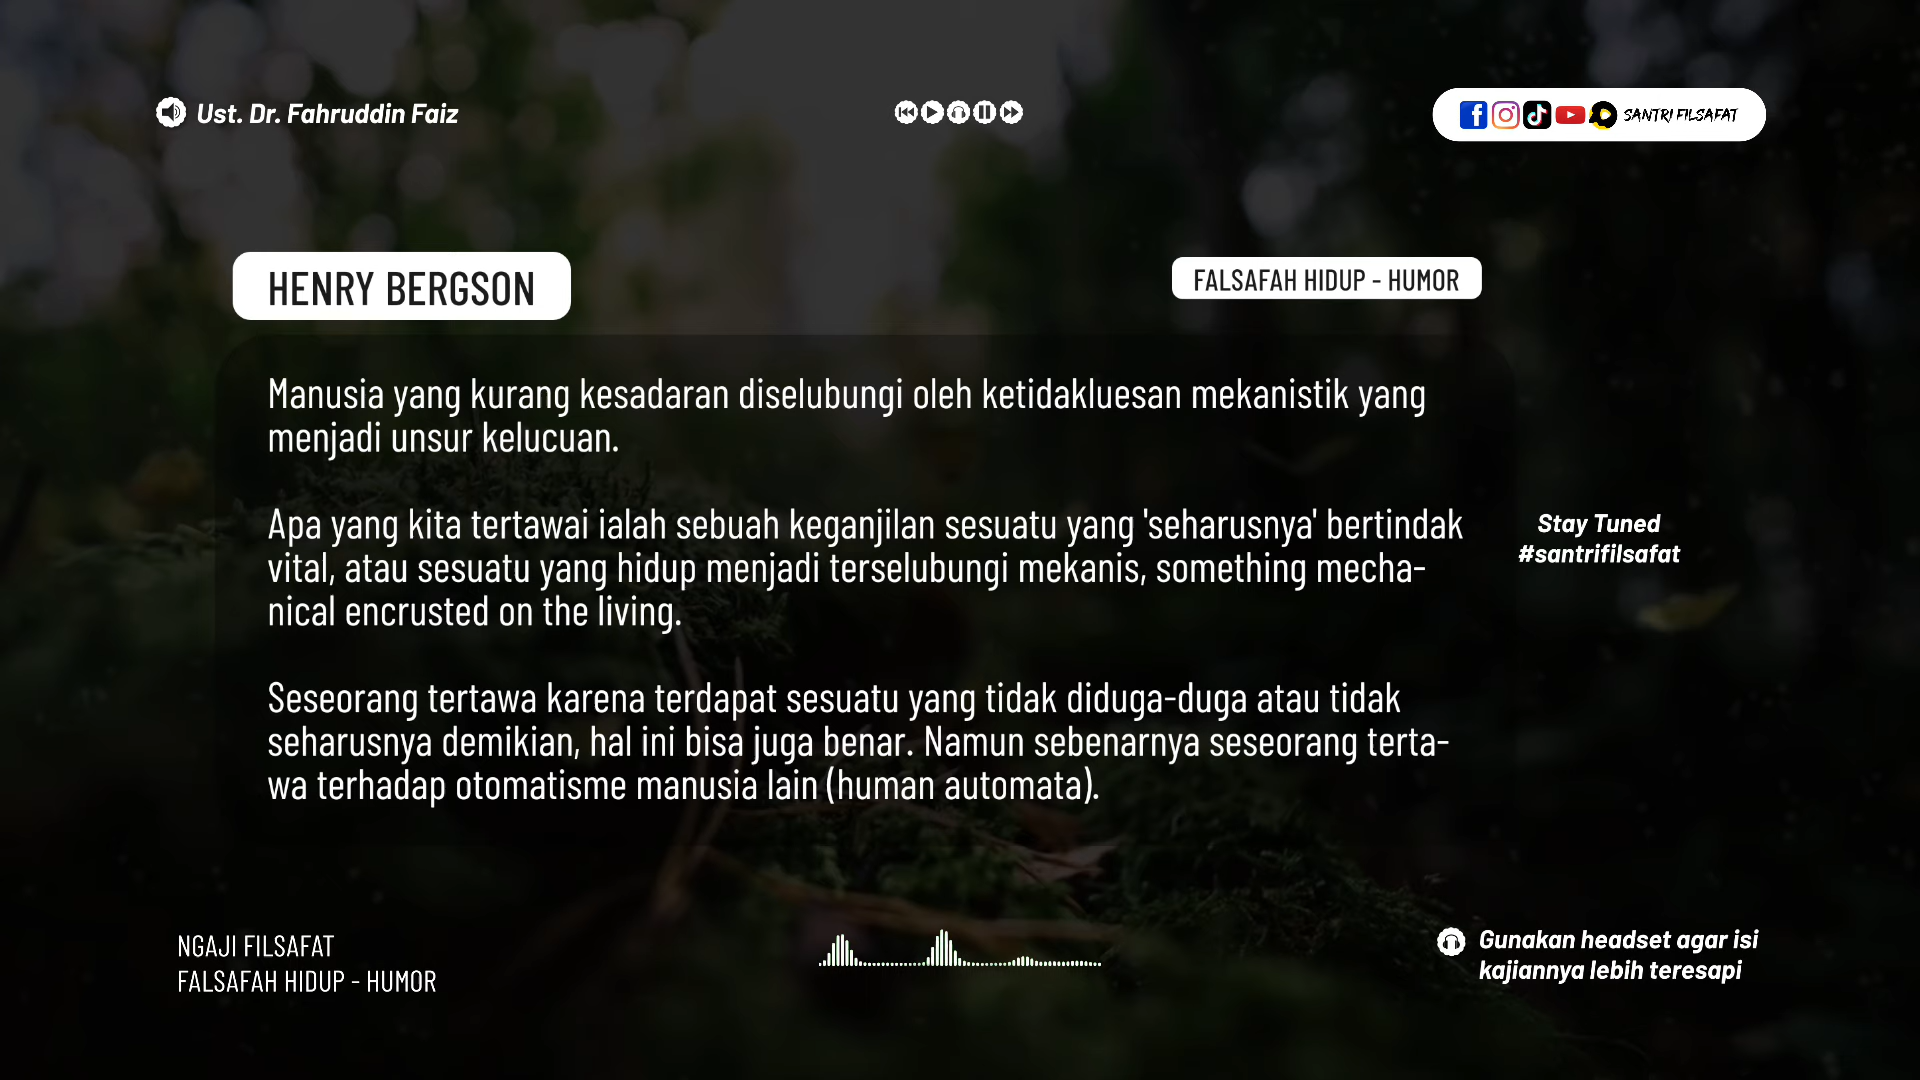 Ust. Dr. Fahruddin Faiz
SANTRI FILSAFAT
HENRY BERGSON
FALSAFAH HIDUP - HUMOR
Manusia yang kurang kesadaran diselubungi oleh ketidakluesan mekanistik yang
menjadi unsur kelucuan.
Apa yang kita tertawai ialah sebuah keganjilan sesuatu yang 'seharusnya' bertindak
vital, atau sesuatu yang hidup menjadi terselubungi mekanis, something mecha-
nical encrusted on the living.
Seseorang tertawa karena terdapat sesuatu yang tidak diduga-duga atau tidak
seharusnya demikian, hal ini bisa juga benar. Namun sebenarnya seseorang terta-
wa terhadap otomatisme manusia lain (human automata).
Stay Tuned
#santrifilsafat
NGAJI FILSAFAT
FALSAFAH HIDUP - HUMOR
Gunakan headset agar isi
kajiannya lebih teresapi